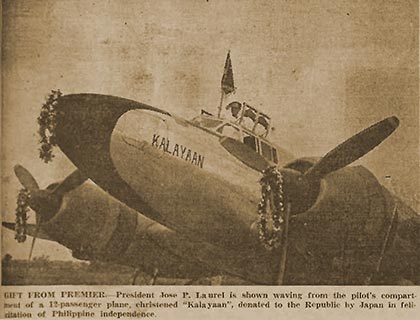 KALAYAAN
GIFT FROM PREMIER.—President Jose P. Laurel is shown waving from the pilot's compart-
ment of a 12-passenger plane, christened "Kalayaan", donated to the Republic by Japan in feli-
citation of Philippine independence.